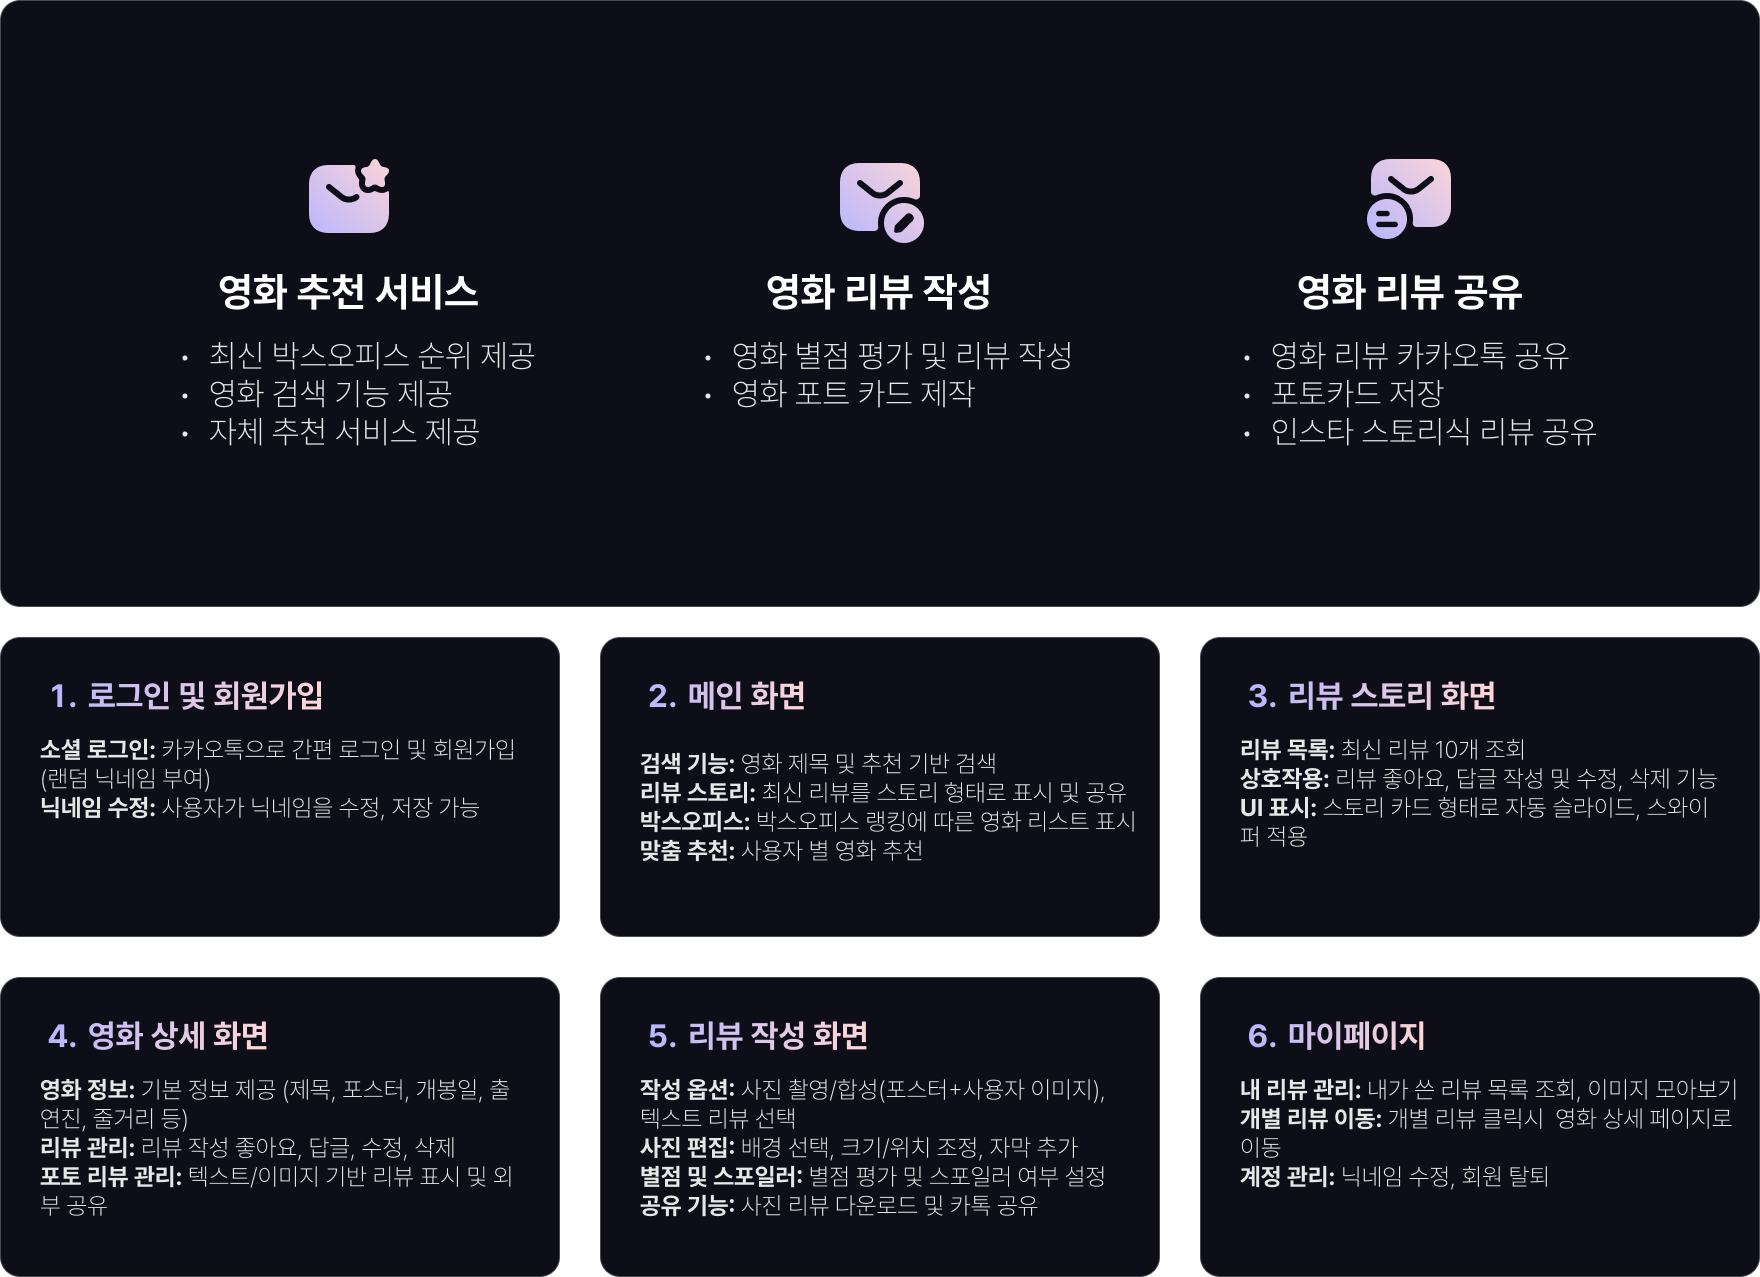 영화 추천 서비스
• 최신 박스오피스 순위 제공
• 영화 검색 기능 제공
• 자체 추천 서비스 제공
영화 리뷰 작성
• 영화 별점 평가 및 리뷰 작성
• 영화 포트 카드 제작
영화 리뷰 공유
• 영화 리뷰 카카오톡 공유
• 포토카드 저장
• 인스타 스토리식 리뷰 공유
1. 로그인 및 회원가입
소셜 로그인: 카카오톡으로 간편 로그인 및 회원가입
(랜덤 닉네임 부여)
닉네임 수정: 사용자가 닉네임을 수정, 저장 가능
2. 메인 화면
검색 기능: 영화 제목 및 추천 기반 검색
리뷰 스토리: 최신 리뷰를 스토리 형태로 표시 및 공유
박스오피스: 박스오피스 랭킹에 따른 영화 리스트 표시
맞춤 추천: 사용자 별 영화 추천
3. 리뷰 스토리 화면
리뷰 목록: 최신 리뷰 10개 조회
상호작용: 리뷰 좋아요, 답글 작성 및 수정, 삭제 기능
UI 표시: 스토리 카드 형태로 자동 슬라이드, 스와이
퍼 적용
4. 영화 상세 화면
영화 정보: 기본 정보 제공 (제목, 포스터, 개봉일, 출
연진, 줄거리 등)
리뷰 관리: 리뷰 작성 좋아요, 답글, 수정, 삭제
포토 리뷰 관리: 텍스트/이미지 기반 리뷰 표시 및 외
부 공유
5. 리뷰 작성 화면
작성 옵션: 사진 촬영/합성(포스터+사용자 이미지),
텍스트 리뷰 선택
사진 편집: 배경 선택, 크기/위치 조정, 자막 추가
별점 및 스포일러: 별점 평가 및 스포일러 여부 설정
공유 기능: 사진 리뷰 다운로드 및 카톡 공유
6. 마이페이지
내 리뷰 관리: 내가 쓴 리뷰 목록 조회, 이미지 모아보기
개별 리뷰 이동: 개별 리뷰 클릭시 영화 상세 페이지로
이동
계정 관리: 닉네임 수정, 회원 탈퇴